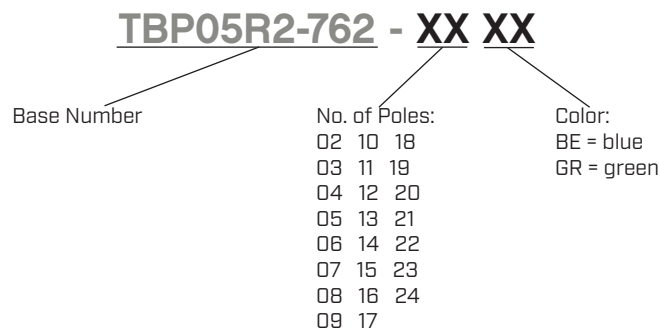 TBP05R2-762 - XX XX
Base Number
No. of Poles:
02 10 18
03 11 19
04 12 20
05 13 21
06 14 22
07 15 23
08 16 24
09 17
Color:
BE = blue
GR = green